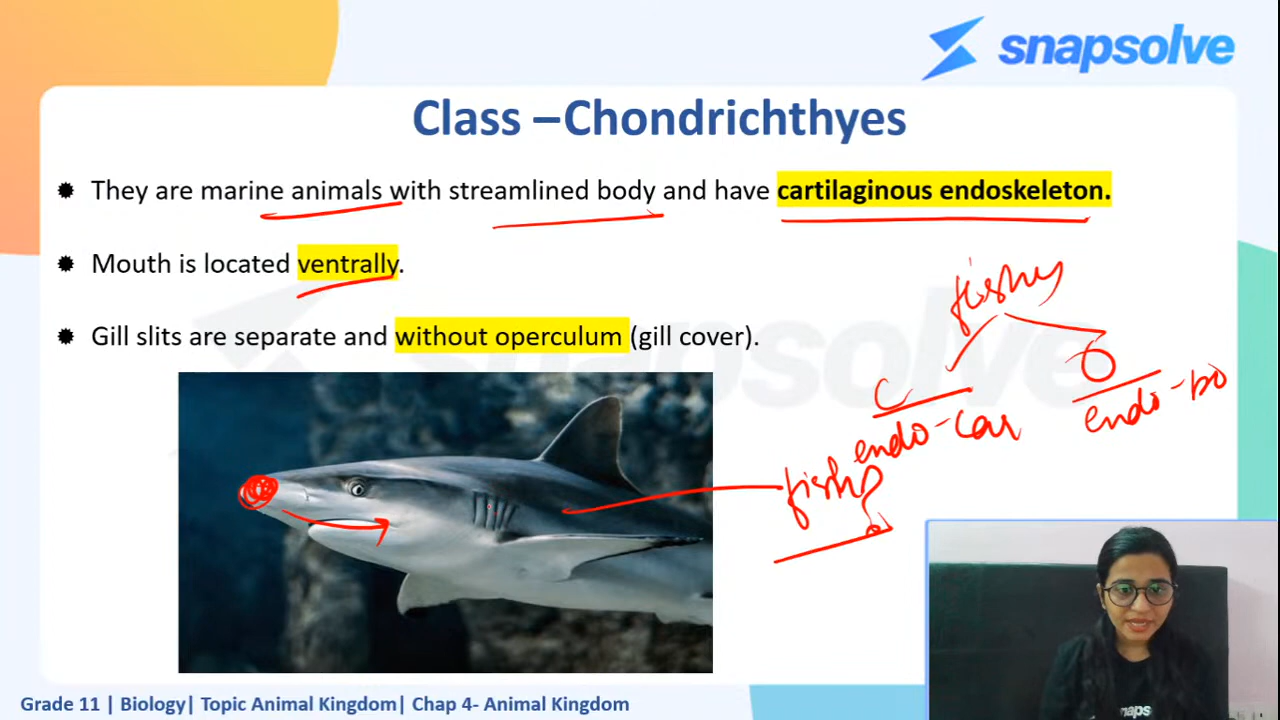 snapsolve
Class –Chondrichthyes
✹ They are marine animals with streamlined body and have cartilaginous endoskeleton.
✹ Mouth is located ventrally.
✹ Gill slits are separate and without operculum (gill cover).
fishes
C O
endo-car endo-bo
fishes
snaps
Grade 11 | Biology| Topic Animal Kingdom| Chap 4- Animal Kingdom